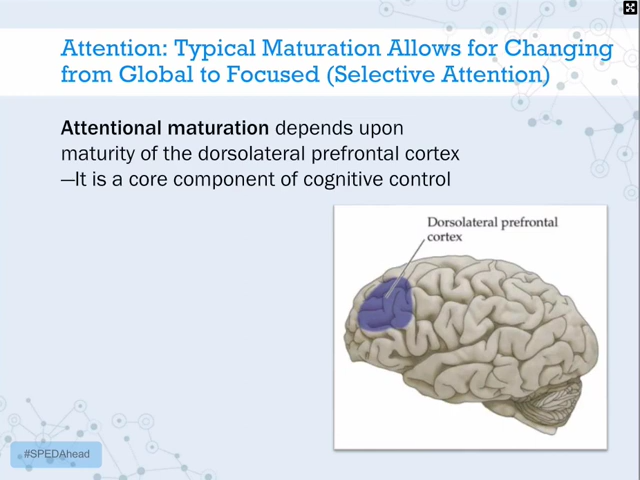 Attention: Typical Maturation Allows for Changing
from Global to Focused (Selective Attention)
Attentional maturation depends upon
maturity of the dorsolateral prefrontal cortex
—It is a core component of cognitive control
Dorsolateral prefrontal
cortex
#SPEDAhead